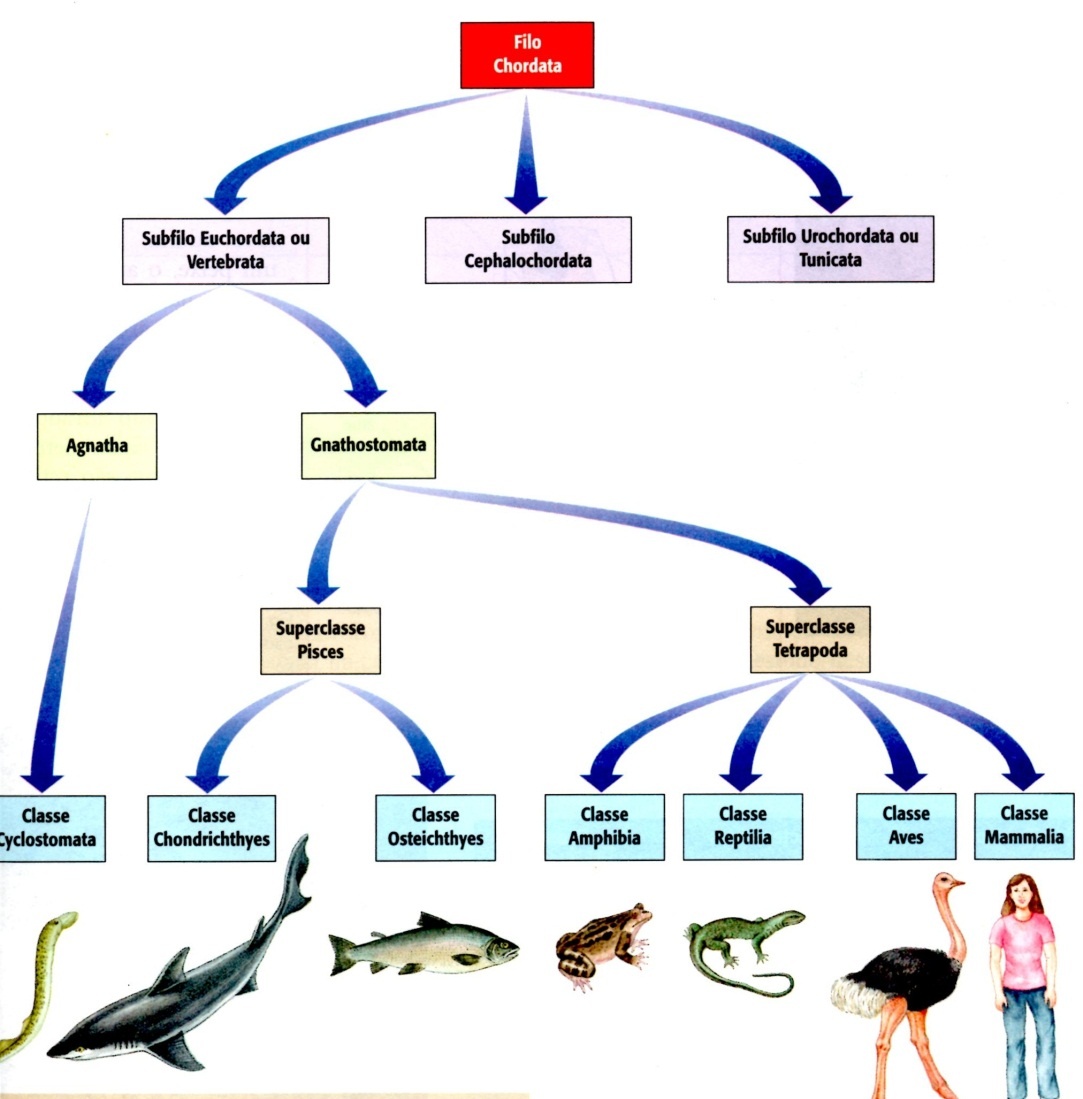 Filo
Chordata
Subfilo Euchordata ou
Vertebrata
Subfilo
Cephalochordata
Subfilo Urochordata ou
Tunicata
Agnatha
Gnathostomata
Superclasse
Pisces
Superclasse
Tetrapoda
Classe
Cyclostomata
Classe
Chondrichthyes
Classe
Osteichthyes
Classe
Amphibia
Classe
Reptilia
Classe
Aves
Classe
Mammalia